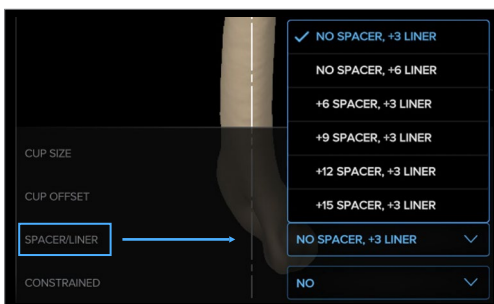 NO SPACER, +3 LINER
NO SPACER, +6 LINER
+6 SPACER, +3 LINER
+9 SPACER, +3 LINER
+12 SPACER, +3 LINER
+15 SPACER, +3 LINER
CUP SIZE
CUP OFFSET
SPACER/LINER
NO SPACER, +3 LINER
CONSTRAINED
NO